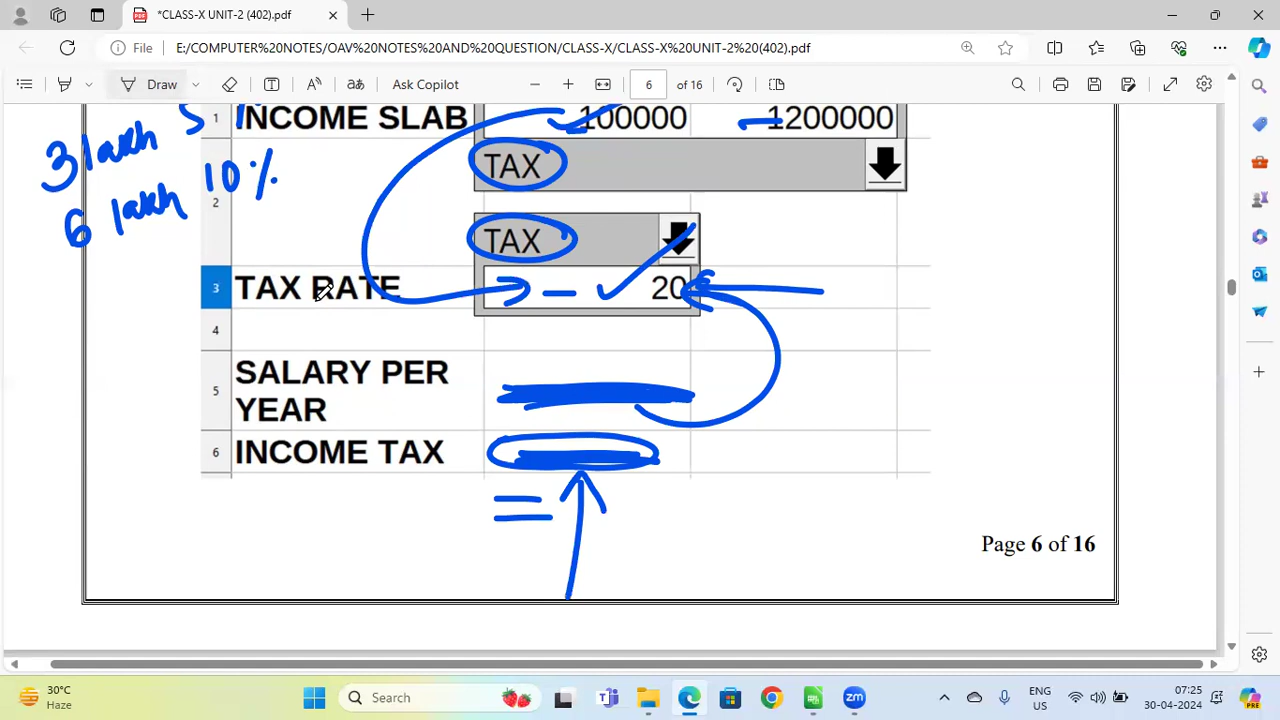 *CLASS-X UNIT-2 (402).pdf
File
E:/COMPUTER%20NOTES/OAV%20NOTES%20AND%20QUESTION/CLASS-X/CLASS-X%20UNIT-2%20(402).pdf
Draw
Ask Copilot
6 of 16
1 INCOME SLAB 100000 1200000
3 lakh
TAX
10 %
2
6 lakh
TAX
3 TAX RATE 20
4
5 SALARY PER
YEAR
6 INCOME TAX
=
Page 6 of 16
30°C
Haze
Search
ENG
US
07:25
30-04-2024